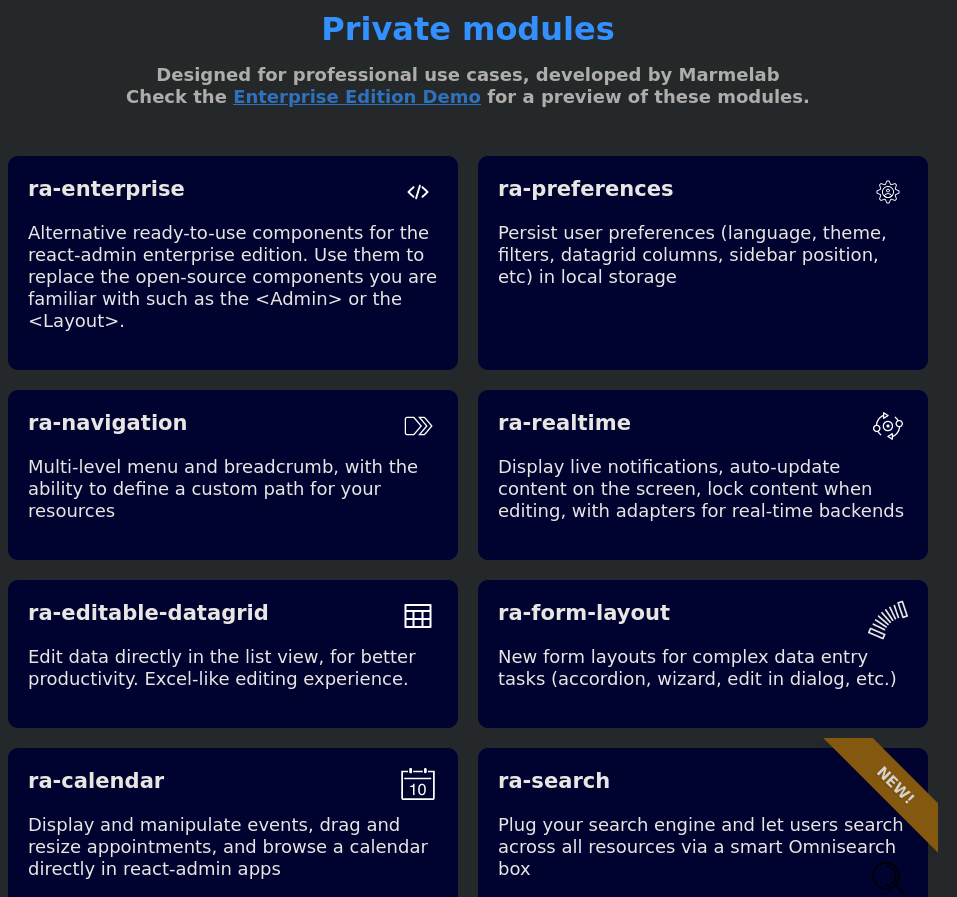 Private modules
Designed for professional use cases, developed by Marmelab
Check the Enterprise Edition Demo for a preview of these modules.
ra-enterprise
Alternative ready-to-use components for the
react-admin enterprise edition. Use them to
replace the open-source components you are
familiar with such as the <Admin> or the
<Layout>.
ra-preferences
Persist user preferences (language, theme,
filters, datagrid columns, sidebar position,
etc) in local storage
ra-navigation
Multi-level menu and breadcrumb, with the
ability to define a custom path for your
resources
ra-realtime
Display live notifications, auto-update
content on the screen, lock content when
editing, with adapters for real-time backends
ra-editable-datagrid
Edit data directly in the list view, for better
productivity. Excel-like editing experience.
ra-form-layout
New form layouts for complex data entry
tasks (accordion, wizard, edit in dialog, etc.)
ra-calendar
10
Display and manipulate events, drag and
resize appointments, and browse a calendar
directly in react-admin apps
ra-search
NEW!
Plug your search engine and let users search
across all resources via a smart Omnisearch
box